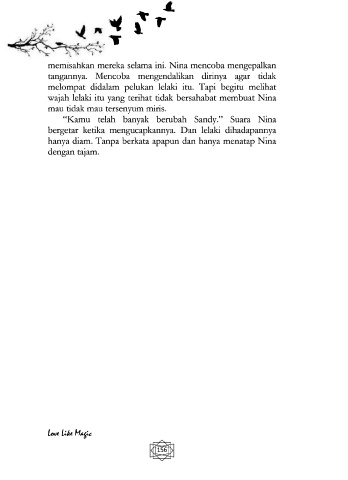 memisahkan mereka selama ini. Nina mencoba mengepalkan
tangannya. Mencoba mengendalikan dirinya agar tidak
melompat didalam pelukan lelaki itu. Tapi begitu melihat
wajah lelaki itu yang terihat tidak bersahabat membuat Nina
mau tidak mau tersenyum miris.
“Kamu telah banyak berubah Sandy.” Suara Nina
bergetar ketika mengucapkannya. Dan lelaki dihadapannya
hanya diam. Tanpa berkata apapun dan hanya menatap Nina
dengan tajam.
Love Like Magic
156